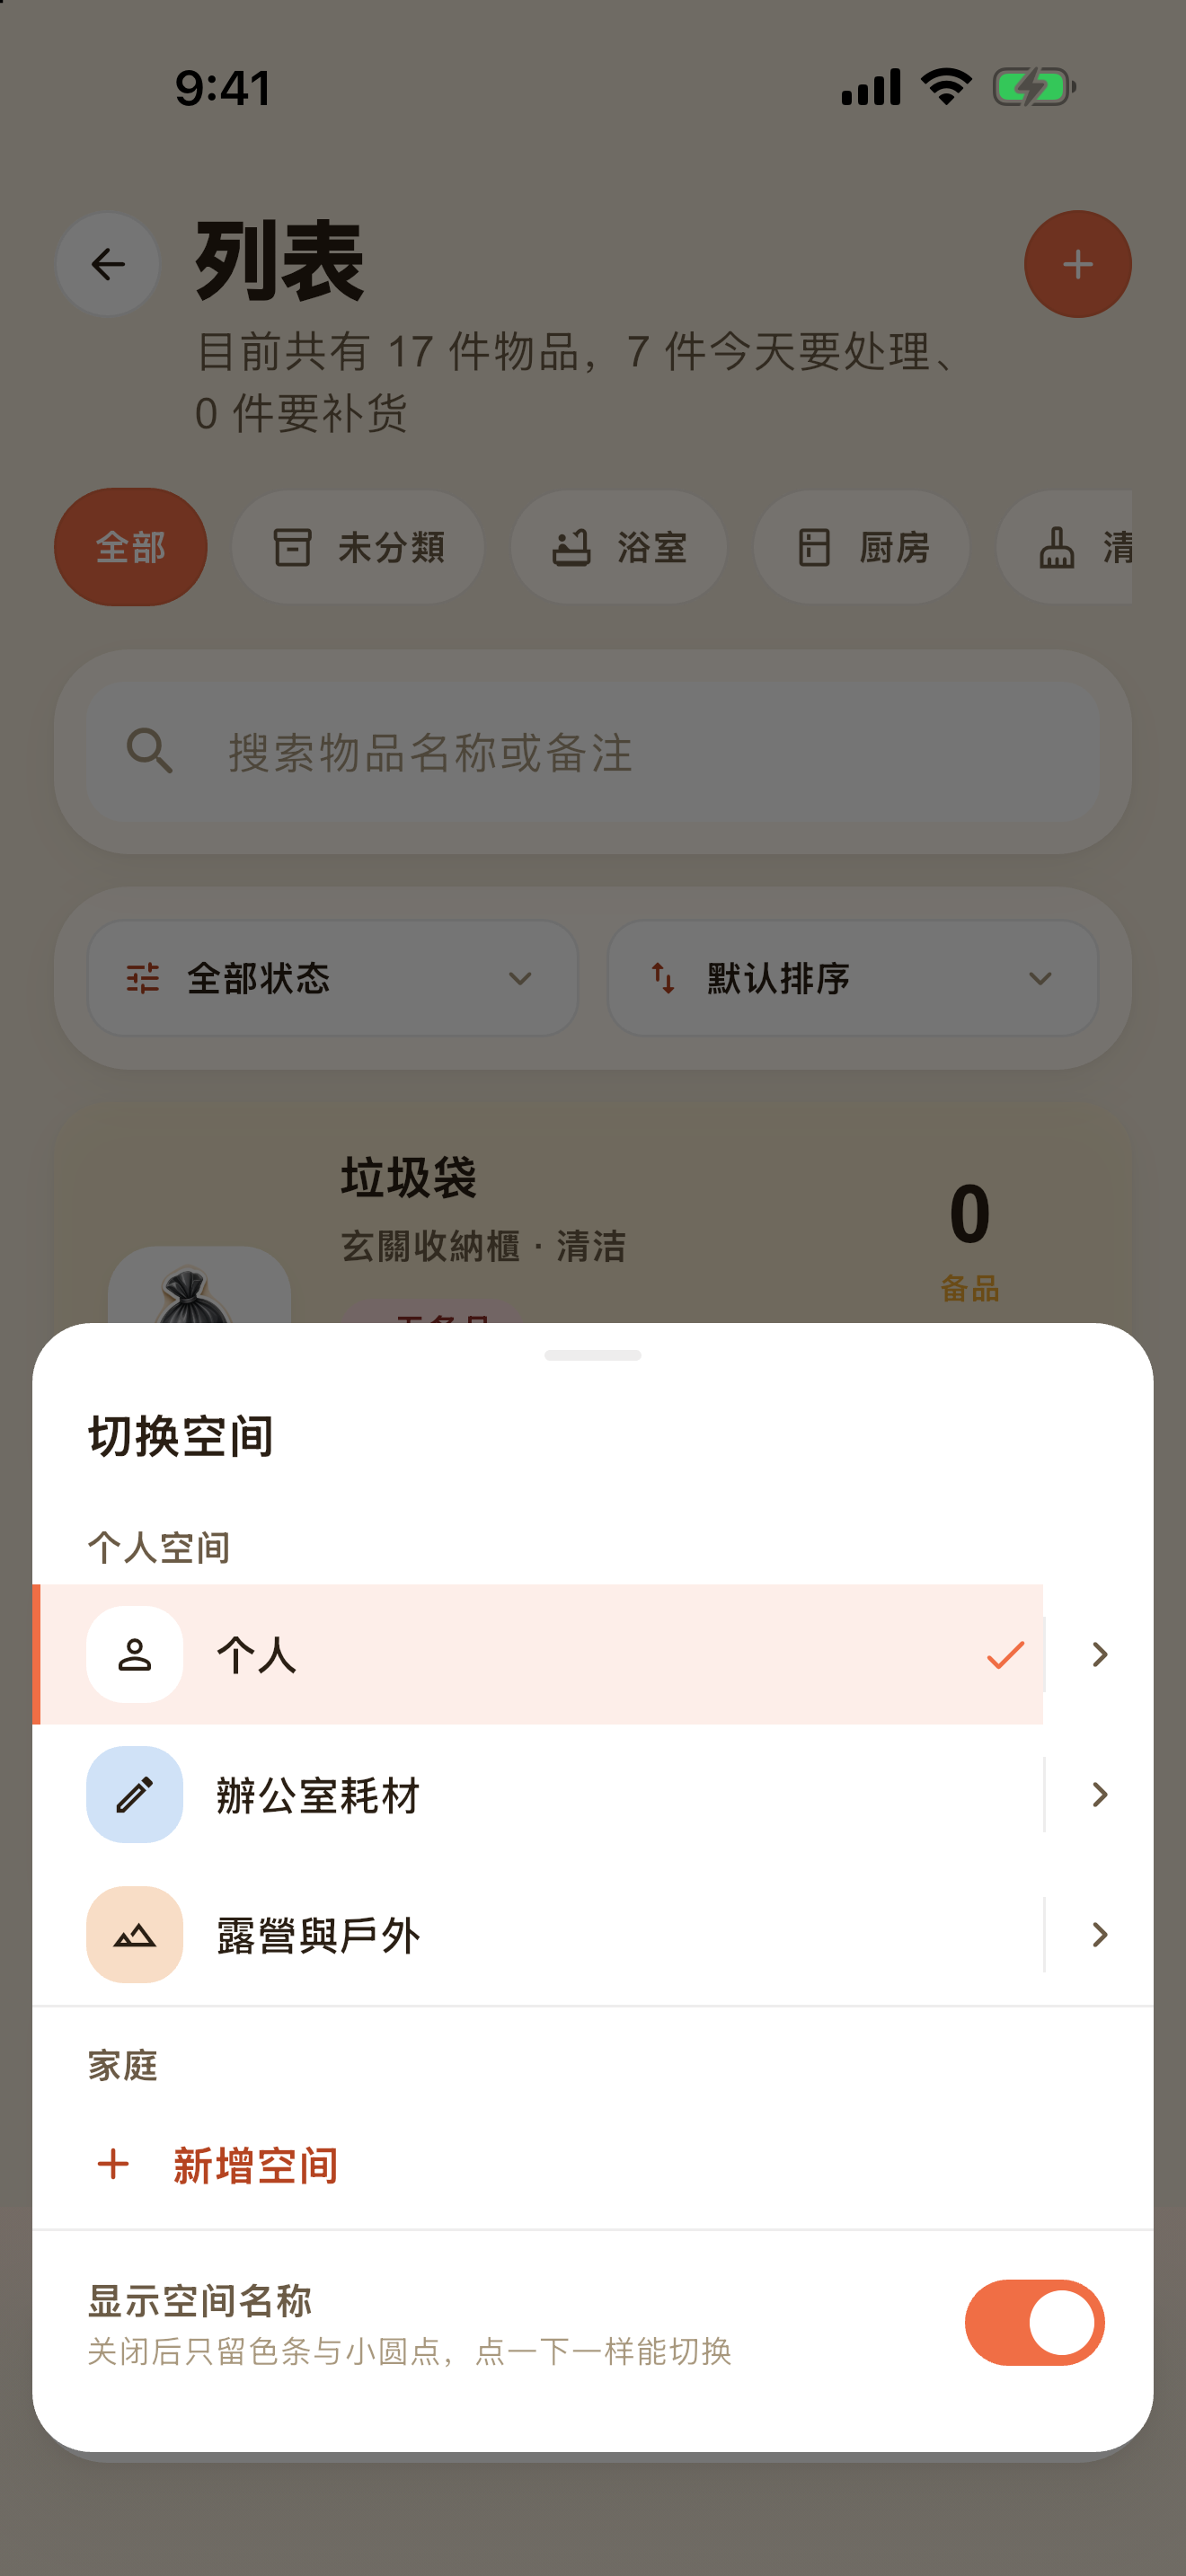 9:41
列表
目前共有 17 件物品，7 件今天要处理、
0 件要补货
全部
未分類
浴室
厨房
清
搜索物品名称或备注
全部状态
默认排序
垃圾袋
玄關收納櫃 · 清洁
0
备品
切换空间
个人空间
个人
辦公室耗材
露營與戶外
家庭
新增空间
显示空间名称
关闭后只留色条与小圆点，点一下一样能切换